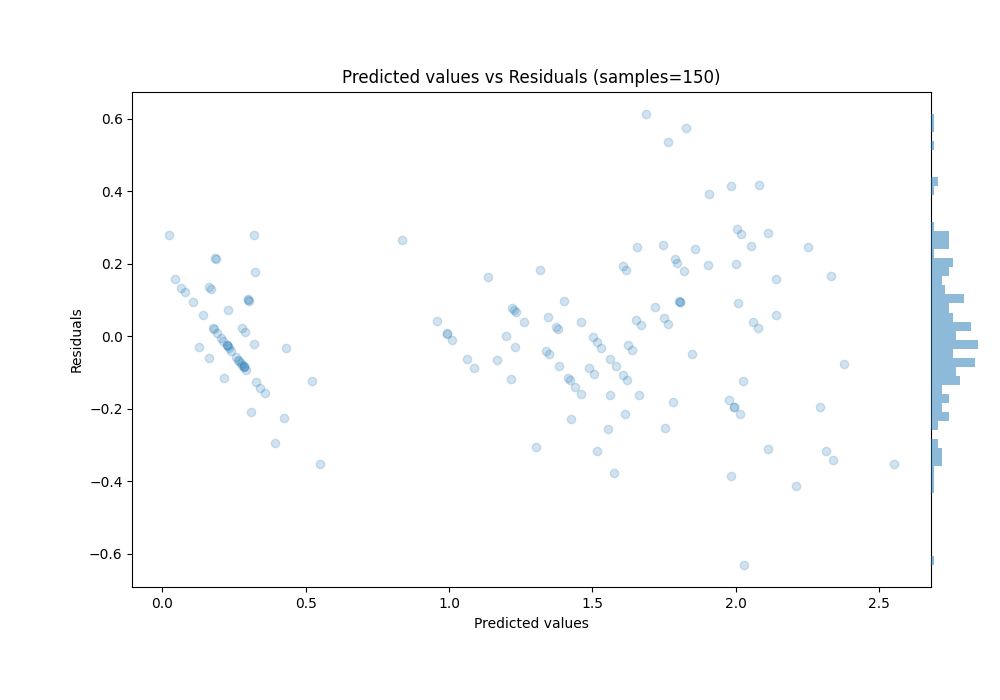 Predicted values vs Residuals (samples=150)
0.6
0.4
0.2
0.0
−0.2
−0.4
−0.6
Residuals
0.0 0.5 1.0 1.5 2.0 2.5
Predicted values